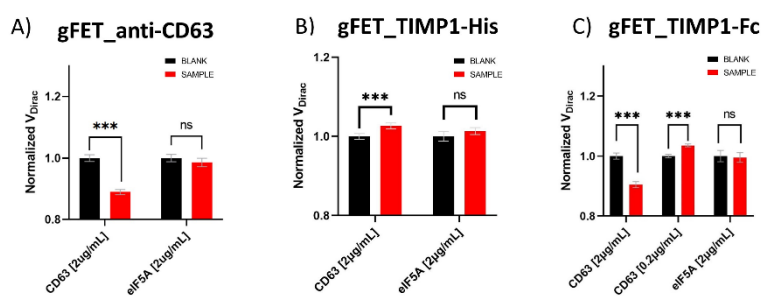 A) gFET_anti-CD63
BLANK
SAMPLE
Normalized VDirac
1.2
1.0
0.8
***
ns
CD63 [2ug/mL]
eIF5A [2ug/mL]
B) gFET_TIMP1-His
BLANK
SAMPLE
Normalized VDirac
1.2
1.0
0.8
***
ns
CD63 [2µg/mL]
eIF5A [2µg/mL]
C) gFET_TIMP1-Fc
BLANK
SAMPLE
Normalized VDirac
1.2
1.0
0.8
***
***
ns
CD63 [2µg/mL]
CD63 [0.2µg/mL]
eIF5A [2µg/mL]